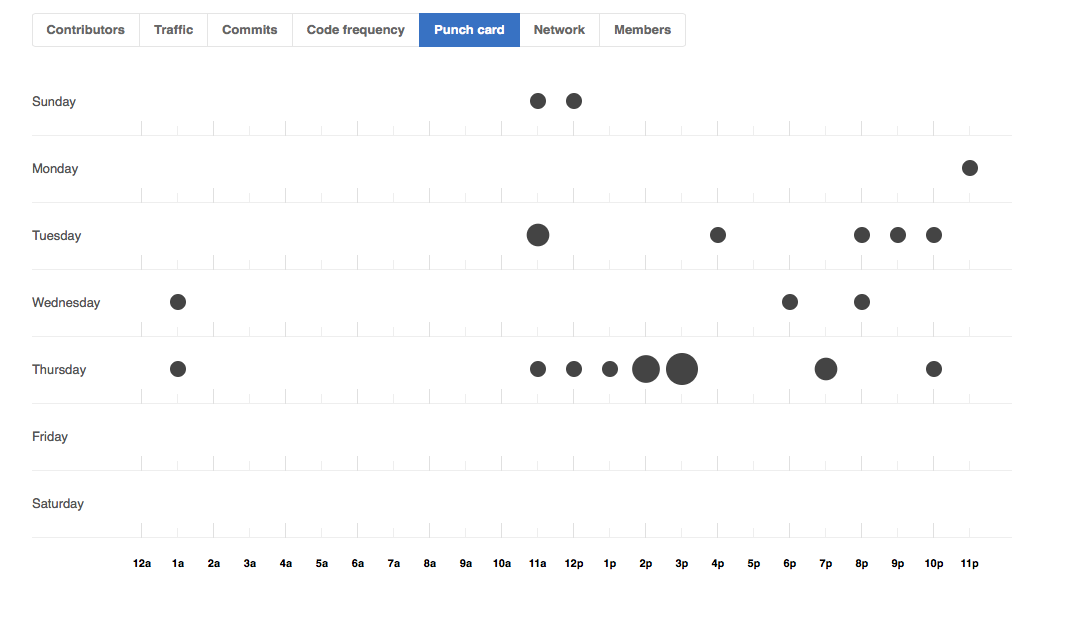 Contributors Traffic Commits Code frequency Punch card Network Members
Sunday
Monday
Tuesday
Wednesday
Thursday
Friday
Saturday
12a 1a 2a 3a 4a 5a 6a 7a 8a 9a 10a 11a 12p 1p 2p 3p 4p 5p 6p 7p 8p 9p 10p 11p